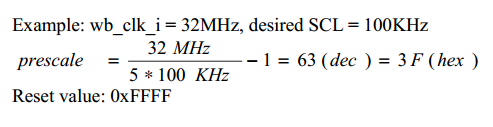 Example: wb_clk_i = 32MHz, desired SCL = 100KHz
prescale = 32 MHz / 5 * 100 KHz - 1 = 63 (dec ) = 3F (hex )
Reset value: 0xFFFF